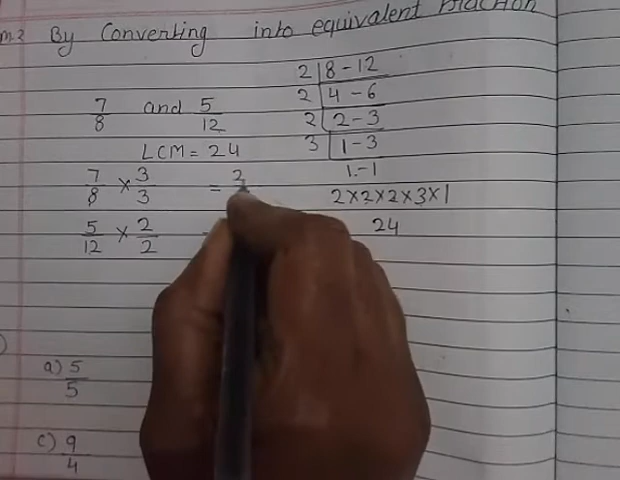 m.2 By Converting into equivalent fraction
7/8 and 5/12
LCM = 24
7/8 × 3/3 = 2
5/12 × 2/2
2 | 8 - 12
2 | 4 - 6
2 | 2 - 3
3 | 1 - 3
1 - 1
2×2×2×3×1
24
a) 5/5
c) 9/4